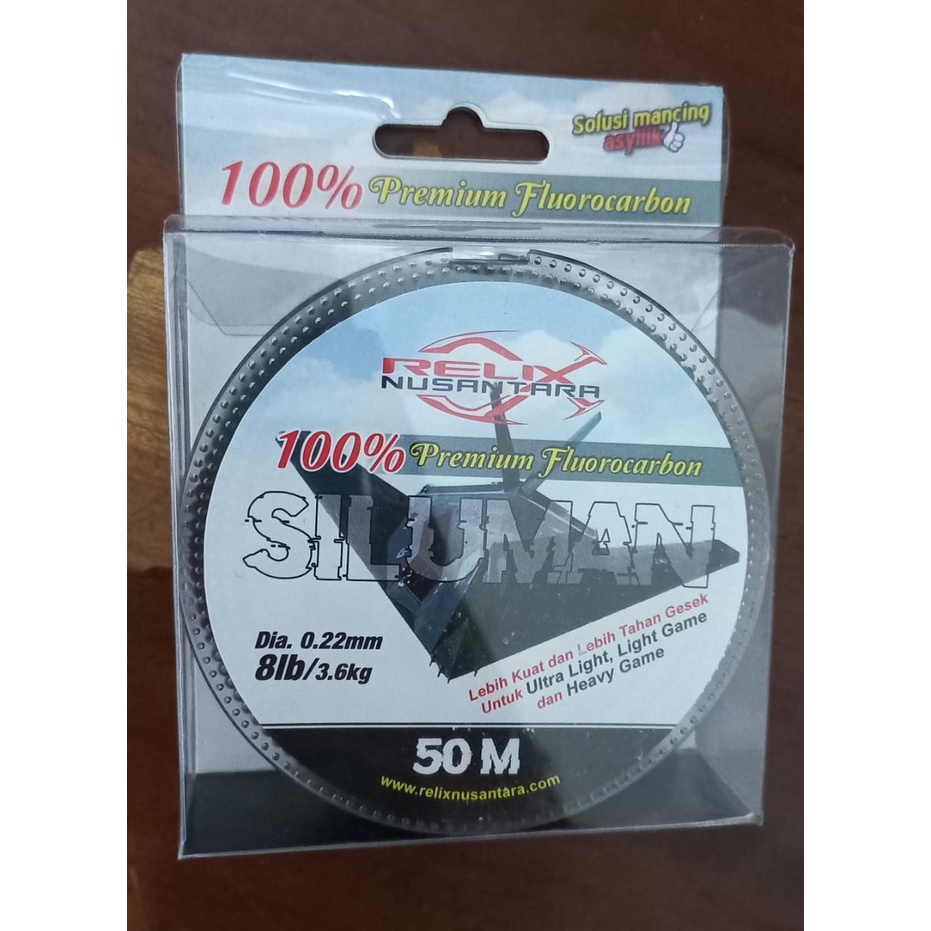 Solusi mancing
asyiiik
100% Premium Fluorocarbon
RELIX
NUSANTARA
100% Premium Fluorocarbon
SILUMAN
Dia. 0.22mm
8lb/3.6kg
Lebih Kuat dan Lebih Tahan Gesek
Untuk Ultra Light, Light Game
dan Heavy Game
50 M
www.relixnusantara.com